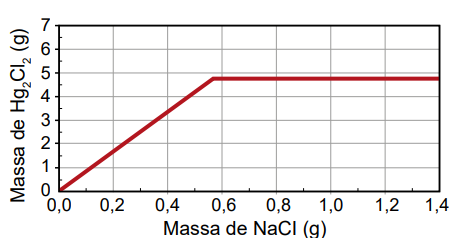 Massa de Hg₂Cl₂ (g)
7
6
5
4
3
2
1
0
0,0 0,2 0,4 0,6 0,8 1,0 1,2 1,4
Massa de NaCl (g)